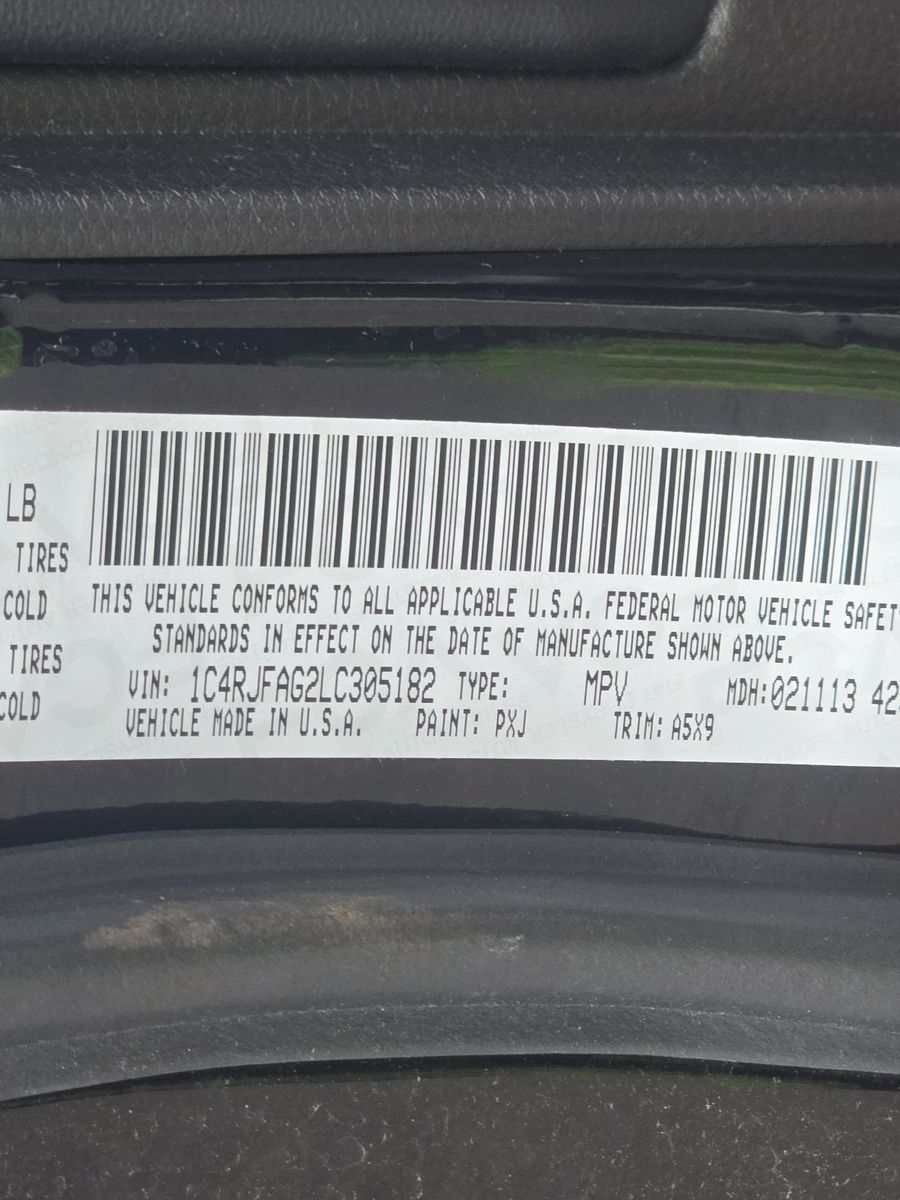 LB
TIRES
COLD
TIRES
COLD
THIS VEHICLE CONFORMS TO ALL APPLICABLE U.S.A. FEDERAL MOTOR VEHICLE SAFETY
STANDARDS IN EFFECT ON THE DATE OF MANUFACTURE SHOWN ABOVE.
VIN: 1C4RJFAG2LC305182 TYPE: MPV MDH:021113 42
VEHICLE MADE IN U.S.A. PAINT: PXJ TRIM: A5X9